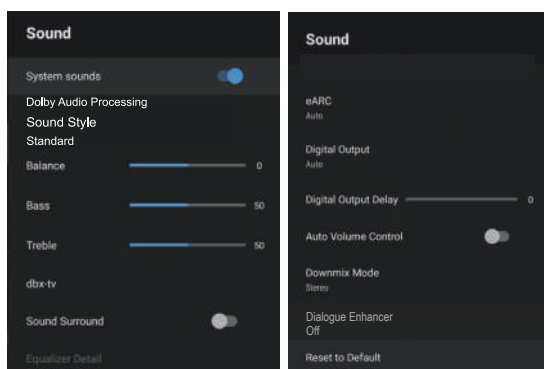 Sound
System sounds
Dolby Audio Processing
Sound Style
Standard
Balance 0
Bass 50
Treble 50
dbx-tv
Sound Surround
Equalizer Detail
Sound
eARC
Auto
Digital Output
Auto
Digital Output Delay 0
Auto Volume Control
Downmix Mode
Stereo
Dialogue Enhancer
Off
Reset to Default